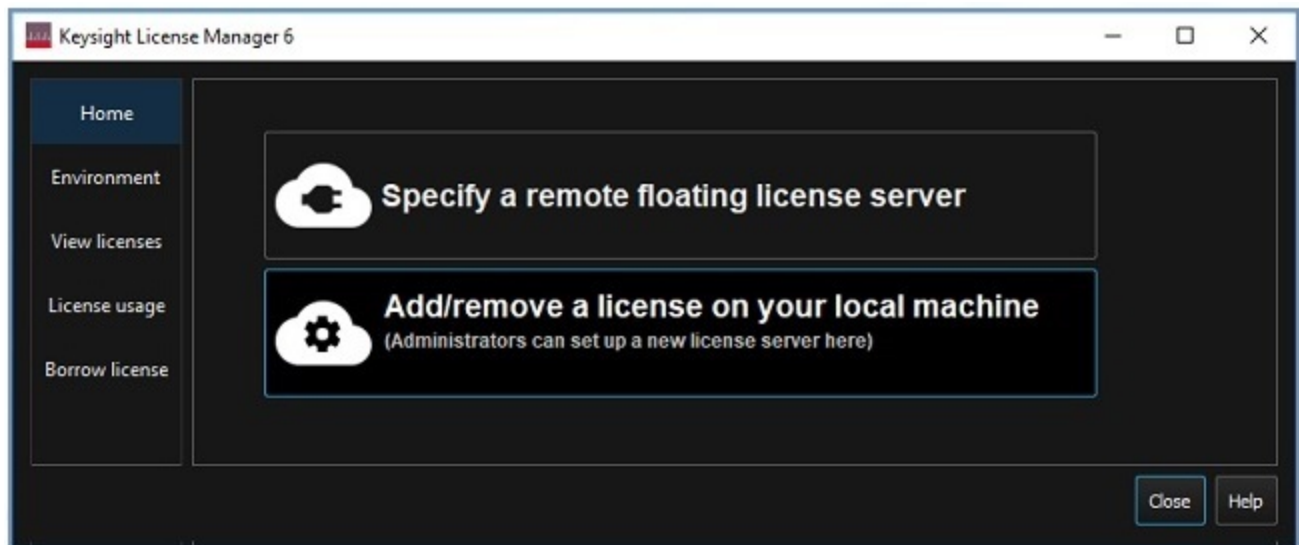 Keysight License Manager 6
Home
Environment
View licenses
License usage
Borrow license
Specify a remote floating license server
Add/remove a license on your local machine
(Administrators can set up a new license server here)
Close
Help